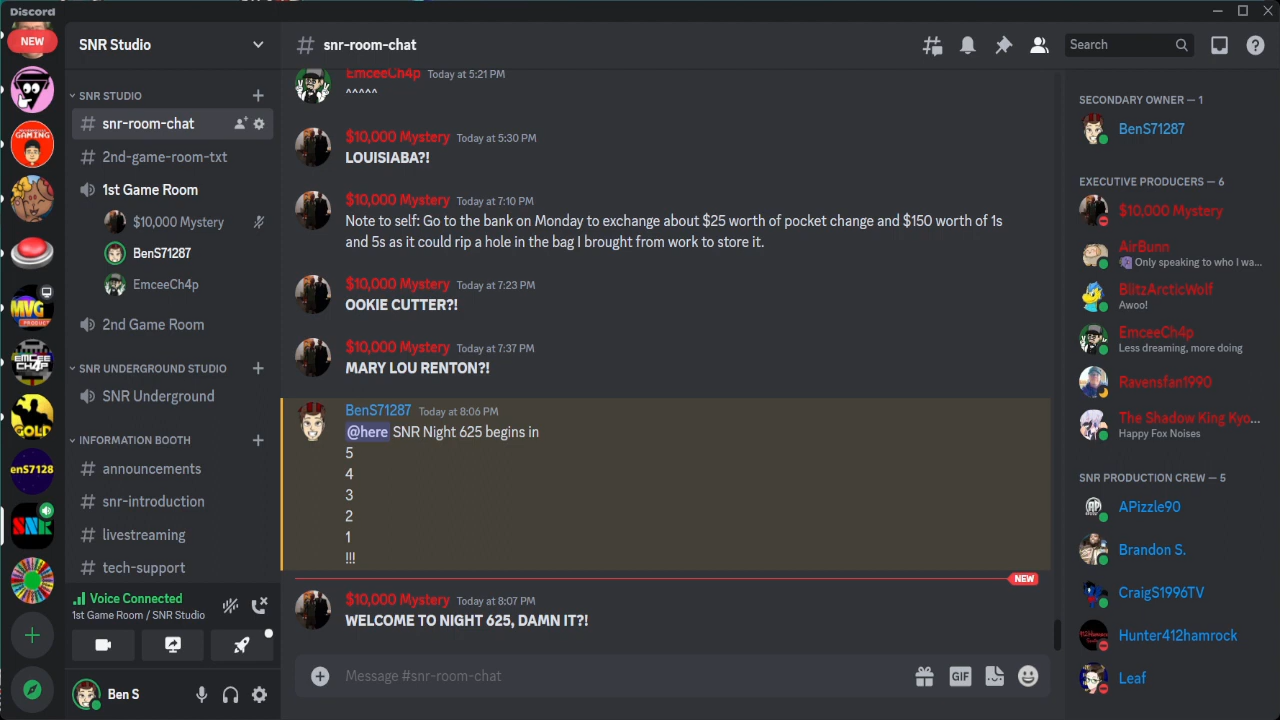 Discord
NEW
SNR Studio
snr-room-chat
Search
SNR STUDIO
snr-room-chat
2nd-game-room-txt
1st Game Room
$10,000 Mystery
BenS71287
EmceeCh4p
2nd Game Room
SNR UNDERGROUND STUDIO
SNR Underground
INFORMATION BOOTH
announcements
snr-introduction
livestreaming
tech-support
Voice Connected
1st Game Room / SNR Studio
Ben S
GAMING
MVG
PRODUC
EMCEE
CH4P
GOLD
enS7128
SNR
EmceeCh4p Today at 5:21 PM
^^^^^
$10,000 Mystery Today at 5:30 PM
LOUISIABA?!
$10,000 Mystery Today at 7:10 PM
Note to self: Go to the bank on Monday to exchange about $25 worth of pocket change and $150 worth of 1s
and 5s as it could rip a hole in the bag I brought from work to store it.
$10,000 Mystery Today at 7:23 PM
OOKIE CUTTER?!
$10,000 Mystery Today at 7:37 PM
MARY LOU RENTON?!
BenS71287 Today at 8:06 PM
@here SNR Night 625 begins in
5
4
3
2
1
!!!
NEW
$10,000 Mystery Today at 8:07 PM
WELCOME TO NIGHT 625, DAMN IT?!
Message #snr-room-chat
GIF
SECONDARY OWNER — 1
BenS71287
EXECUTIVE PRODUCERS — 6
$10,000 Mystery
AirBunn
Only speaking to who I wa...
BlitzArcticWolf
Awoo!
EmceeCh4p
Less dreaming, more doing
Ravensfan1990
The Shadow King Kyo...
Happy Fox Noises
SNR PRODUCTION CREW — 5
APizzle90
Brandon S.
CraigS1996TV
Hunter412hamrock
Leaf